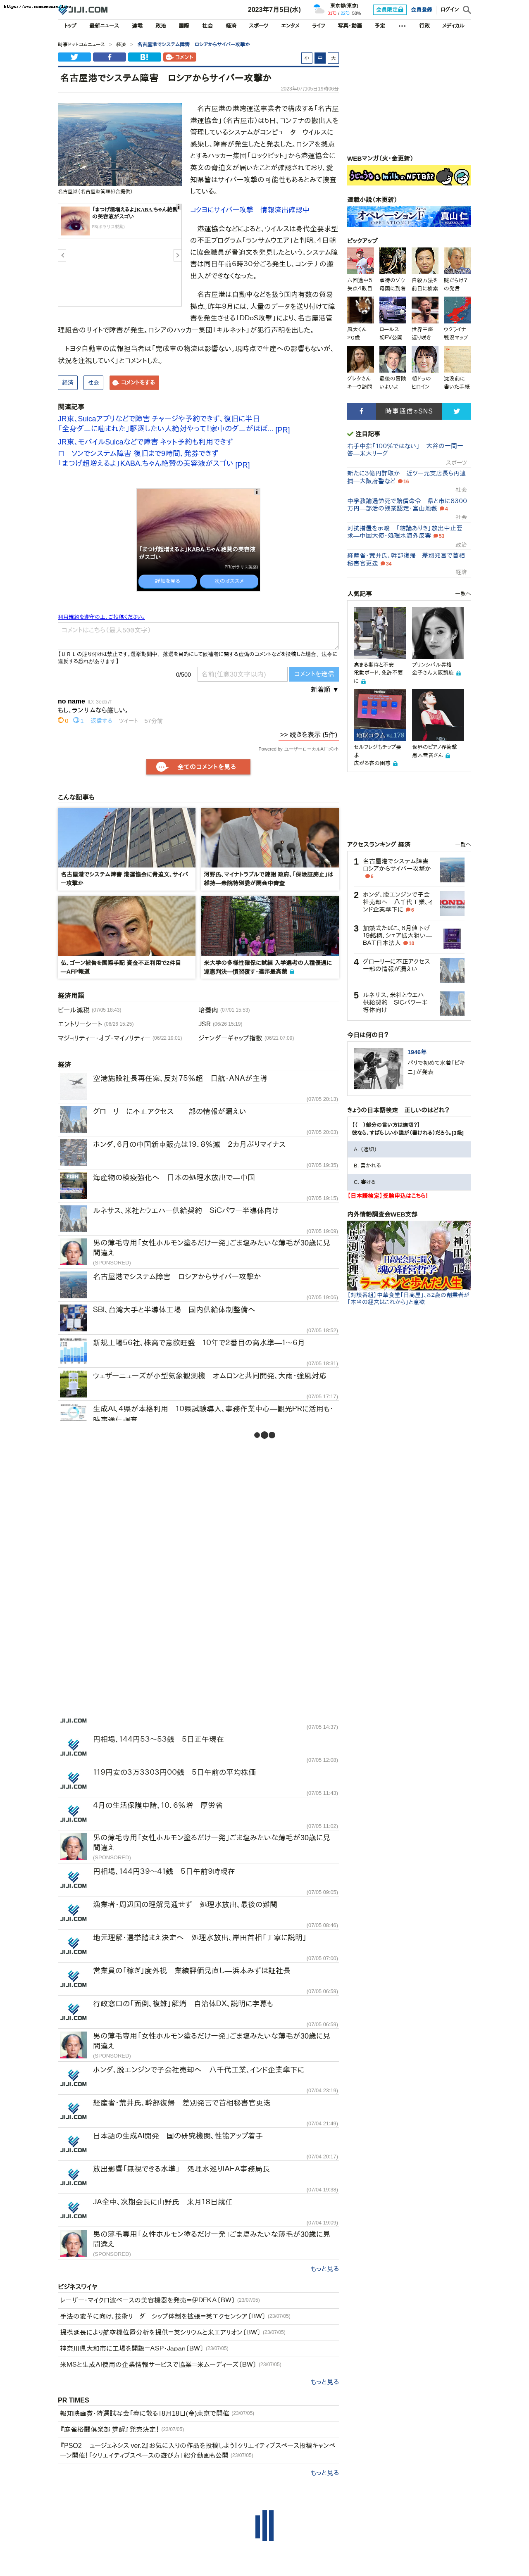 JIJI.COM
2023年7月5日(水)
東京都(東京)
会員限定
会員登録
ログイン
トップ 最新ニュース 連載 政治 国際 社会 経済 スポーツ エンタメ ライフ 写真・動画 予定 ・・・ 行政 メディカル
時事ドットコムニュース > 経済 > 名古屋港でシステム障害　ロシアからサイバー攻撃か
B!
コメント
小 中 大
名古屋港でシステム障害　ロシアからサイバー攻撃か
2023年07月05日19時06分
名古屋港（名古屋港管理組合提供）
「まつげ超増えるよ」KABA.ちゃん絶賛の美容液がスゴい
名古屋港の港湾運送事業者で構成する「名古屋港運協会」（名古屋市）は5日、コンテナの搬出入を管理しているシステムがコンピューターウイルスに感染し、障害が発生したと発表した。ロシアを拠点とするハッカー集団「ロックビット」から港運協会に英文の脅迫文が届いたことが確認されており、愛知県警はサイバー攻撃の可能性もあるとみて捜査している。
コクヨにサイバー攻撃　情報流出確認中
港運協会などによると、ウイルスは身代金要求型の不正プログラム「ランサムウエア」と判明。4日朝に協会職員が脅迫文を発見したという。システム障害は同日午前6時30分ごろ発生し、コンテナの搬出入ができなくなった。
名古屋港は自動車などを扱う国内有数の貿易拠点。昨年9月には、大量のデータを送り付けて障害を発生させる「DDoS攻撃」により、名古屋港管理組合のサイトで障害が発生。ロシアのハッカー集団「キルネット」が犯行声明を出した。
トヨタ自動車の広報担当者は「完成車の物流は影響ない。現時点で生産への影響もないが、状況を注視していく」とコメントした。
経済
社会
コメントをする
関連記事
JR東、Suicaアプリなどで障害 チャージや予約できず、復旧に半日
「全身ダニに噛まれた」駆逐したい人絶対やって!家中のダニがほぼ... [PR]
JR東、モバイルSuicaなどで障害 ネット予約も利用できず
ローソンでシステム障害 復旧まで9時間、発券できず
「まつげ超増えるよ」KABA.ちゃん絶賛の美容液がスゴい [PR]
「まつげ超増えるよ」KABA.ちゃん絶賛の美容液がスゴい
PR(ポラリス製薬)
詳細を見る
次のオススメ
利用規約を遵守の上、ご投稿ください。
コメントはこちら（最大500文字）
【ＵＲＬの貼り付けは禁止です。選挙期間中、落選を目的にして候補者に関する虚偽のコメントなどを投稿した場合、法令に違反する恐れがあります】
0/500
名前(任意30文字以内)
コメントを送信
新着順 ▼
no name
もし、ランサムなら厳しい。
0 1 返信する ツイート 57分前
>> 続きを表示 (5件)
Powered by ユーザーローカルAIコメント
全てのコメントを見る
こんな記事も
名古屋港でシステム障害 港運協会に脅迫文、サイバー攻撃か
河野氏、マイナトラブルで陳謝 政府、「保険証廃止」は維持―衆院特別委が閉会中審査
仏、ゴーン被告を国際手配 資金不正利用で2件目―AFP報道
米大学の多様性確保に試練 入学選考の人種優遇に違憲判決―慣習覆す・連邦最高裁
経済用語
ビール減税 (07/05 18:43)
培養肉 (07/01 15:53)
エントリーシート (06/26 15:25)
JSR (06/26 15:19)
マジョリティー・オブ・マイノリティー (06/22 19:01)
ジェンダーギャップ指数 (06/21 07:09)
経済
空港施設社長再任案、反対75％超　日航・ANAが主導
(07/05 20:13)
グローリーに不正アクセス　一部の情報が漏えい
(07/05 20:03)
ホンダ、6月の中国新車販売は19．8％減　2カ月ぶりマイナス
(07/05 19:35)
海産物の検疫強化へ　日本の処理水放出で―中国
(07/05 19:15)
ルネサス、米社とウエハー供給契約　SiCパワー半導体向け
(07/05 19:09)
男の薄毛専用「女性ホルモン塗るだけ一発」ごま塩みたいな薄毛が30歳に見間違え
(SPONSORED)
名古屋港でシステム障害　ロシアからサイバー攻撃か
(07/05 19:06)
SBI、台湾大手と半導体工場　国内供給体制整備へ
(07/05 18:52)
新規上場56社、株高で意欲旺盛　10年で2番目の高水準―1～6月
(07/05 18:31)
ウェザーニューズが小型気象観測機　オムロンと共同開発、大雨・強風対応
(07/05 17:17)
生成AI、4県が本格利用　10県試験導入、事務作業中心―観光PRに活用も・時事通信調査
JIJI.COM
(07/05 14:37)
円相場、144円53～53銭　5日正午現在
(07/05 12:08)
119円安の3万3303円00銭　5日午前の平均株価
(07/05 11:43)
4月の生活保護申請、10．6％増　厚労省
(07/05 11:02)
男の薄毛専用「女性ホルモン塗るだけ一発」ごま塩みたいな薄毛が30歳に見間違え
(SPONSORED)
円相場、144円39～41銭　5日午前9時現在
(07/05 09:05)
漁業者・周辺国の理解見通せず　処理水放出、最後の難関
(07/05 08:46)
地元理解・選挙踏まえ決定へ　処理水放出、岸田首相「丁寧に説明」
(07/05 07:00)
営業員の「稼ぎ」度外視　業績評価見直し―浜本みずほ証社長
(07/05 06:59)
行政窓口の「面倒、複雑」解消　自治体DX、説明に字幕も
(07/05 06:59)
男の薄毛専用「女性ホルモン塗るだけ一発」ごま塩みたいな薄毛が30歳に見間違え
(SPONSORED)
ホンダ、脱エンジンで子会社売却へ　八千代工業、インド企業傘下に
(07/04 23:19)
経産省・荒井氏、幹部復帰　差別発言で首相秘書官更迭
(07/04 21:49)
日本語の生成AI開発　国の研究機関、性能アップ着手
(07/04 20:17)
放出影響「無視できる水準」　処理水巡りIAEA事務局長
(07/04 19:38)
JA全中、次期会長に山野氏　来月18日就任
(07/04 19:09)
男の薄毛専用「女性ホルモン塗るだけ一発」ごま塩みたいな薄毛が30歳に見間違え
(SPONSORED)
もっと見る
ビジネスワイヤ
レーザー・マイクロ波ベースの美容機器を発売＝伊DEKA〔BW〕 (23/07/05)
手法の変革に向け、技術リーダーシップ体制を拡張＝英エクセンシア〔BW〕 (23/07/05)
提携延長により航空機位置分析を提供＝英シリウムと米エアリオン〔BW〕 (23/07/05)
神奈川県大和市に工場を開設＝ASP・Japan〔BW〕 (23/07/05)
米MSと生成AI使用の企業情報サービスで協業＝米ムーディーズ〔BW〕 (23/07/05)
もっと見る
PR TIMES
報知映画賞・特選試写会「春に散る」8月18日(金)東京で開催 (23/07/05)
『麻雀格闘倶楽部 覚醒』発売決定！ (23/07/05)
『PSO2 ニュージェネシス ver.2』お気に入りの作品を投稿しよう！クリエイティブスペース投稿キャンペーン開催！「クリエイティブスペースの遊び方」紹介動画も公開 (23/07/05)
もっと見る
WEBマンガ（火・金更新）
連載小説（木更新）
オペレーションF
真山仁
ピックアップ
六回途中5失点4敗目
虐待のゾウ母国に到着
自殺方法を前日に検索
謎だらけ?の発言
風太くん20歳
ロールス初EV公開
世界王座返り咲き
ウクライナ戦況マップ
グレタさんキーウ訪問
最後の冒険いよいよ
朝ドラのヒロイン
沈没前に書いた手紙
時事通信のSNS
注目記事
右手中指「100%ではない」　大谷の一問一答―米大リーグ
スポーツ
新たに3億円詐取か　近ツー元支店長ら再逮捕―大阪府警など 16
社会
中学教諭過労死で賠償命令　県と市に8300万円―部活の残業認定・富山地裁 4
社会
対抗措置を示唆　「結論ありき」放出中止要求―中国大使・処理水海外反響 53
政治
経産省・荒井氏、幹部復帰　差別発言で首相秘書官更迭 34
経済
人気記事
一覧へ
高まる期待と不安
電動ボード、免許不要に
プリンシパル昇格
金子さん大抜擢
地球コラム vol.178
セルフレジもチップ要求
広がる客の困惑
世界のピアノ界衝撃
黒木雪音さん
アクセスランキング 経済
一覧へ
1 名古屋港でシステム障害　ロシアからサイバー攻撃か 6
2 ホンダ、脱エンジンで子会社売却へ　八千代工業、インド企業傘下に 6
3 加熱式たばこ、8月値下げ　19銘柄、シェア拡大狙い―BAT日本法人 10
4 グローリーに不正アクセス　一部の情報が漏えい
5 ルネサス、米社とウエハー供給契約　SiCパワー半導体向け
今日は何の日？
1946年
パリで初めて水着「ビキニ」が発表
きょうの日本語検定　正しいのはどれ？
【（　）部分の言い方は適切？】
彼なら、すばらしい小説が（書けれる）だろう。[3級]
A. （適切）
B. 書かれる
C. 書ける
【日本語検定】受験申込はこちら！
内外情勢調査会WEB支部
魂の経営哲学
ラーメンと歩んだ人生
【対談番組】中華食堂「日高屋」、82歳の創業者が「本当の経営はこれから」と意欲